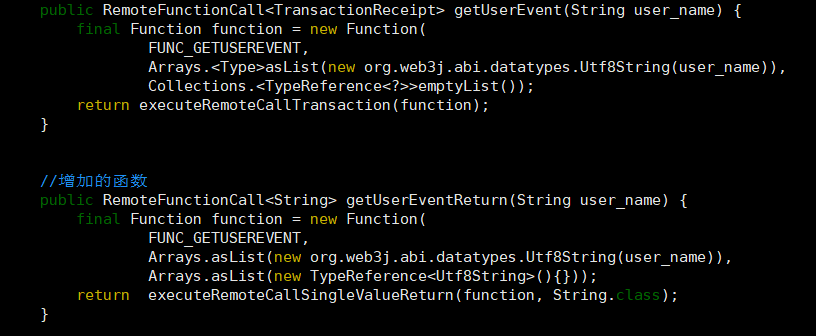 public RemoteFunctionCall<TransactionReceipt> getUserEvent(String user_name) {
final Function function = new Function(
FUNC_GETUSEREVENT,
Arrays.<Type>asList(new org.web3j.abi.datatypes.Utf8String(user_name)),
Collections.<TypeReference<?>>emptyList());
return executeRemoteCallTransaction(function);
}
//增加的函数
public RemoteFunctionCall<String> getUserEventReturn(String user_name) {
final Function function = new Function(
FUNC_GETUSEREVENT,
Arrays.asList(new org.web3j.abi.datatypes.Utf8String(user_name)),
Arrays.asList(new TypeReference<Utf8String>(){}));
return  executeRemoteCallSingleValueReturn(function, String.class);
}